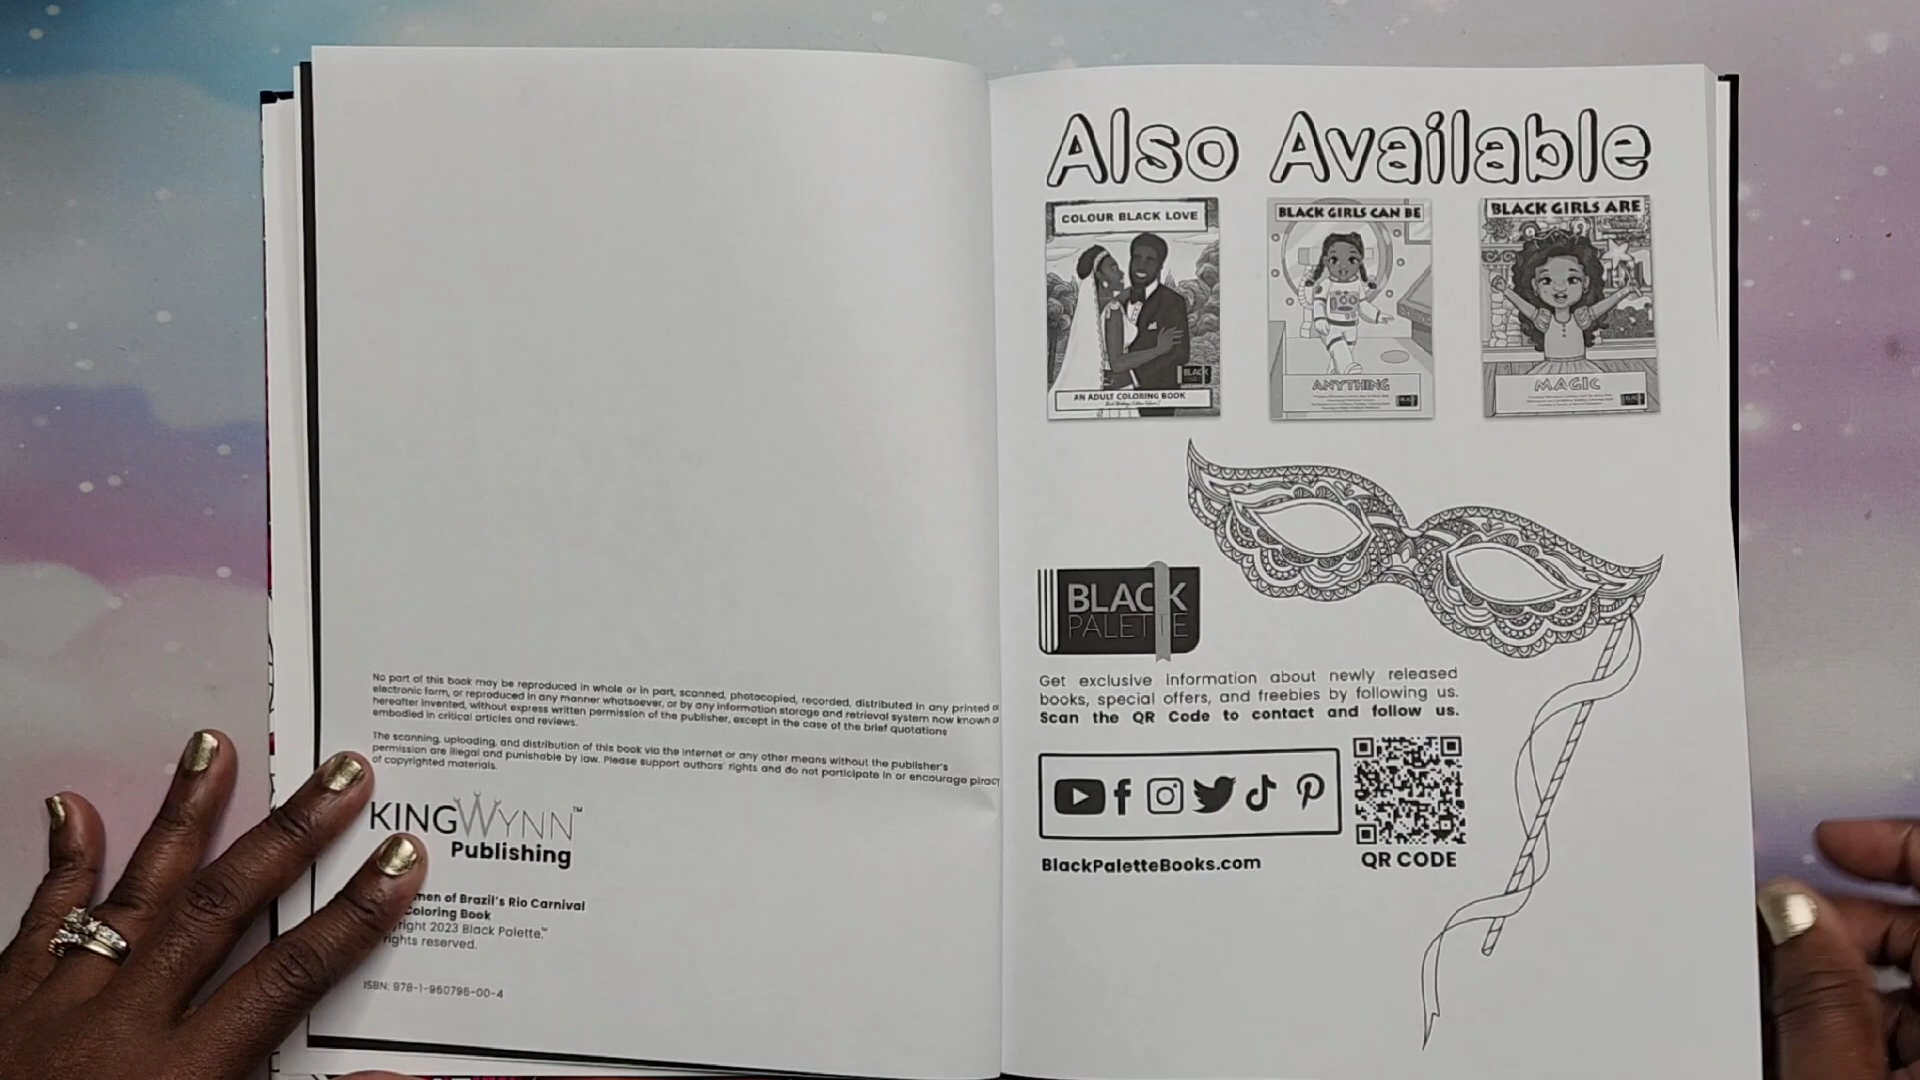 No part of this book may be reproduced in whole or in part, scanned, photocopied, recorded, distributed in any printed
electronic form, or reproduced in any manner whatsoever, or by any information storage and retrieval system now known
hereafter invented, without express written permission of the publisher, except in the case of the brief quotations
embodied in critical articles and reviews.
The scanning, uploading, and distribution of this book via the Internet or any other means without the publisher's
permission are illegal and punishable by law. Please support authors' rights and do not participate in or encourage
of copyrighted materials.
KINGWYNN™
Publishing
of Brazil's Rio Carnival
Coloring Book
2023 Black Palette.™
reserved.
ISBN: 978-1-960796-00-4
Also Available
COLOUR BLACK LOVE
AN ADULT COLORING BOOK
BLACK GIRLS CAN BE
ANYTHING
BLACK GIRLS ARE
MAGIC
BLACK
PALETTE
Get exclusive information about newly released
books, special offers, and freebies by following us.
Scan the QR Code to contact and follow us.
BlackPaletteBooks.com
QR CODE